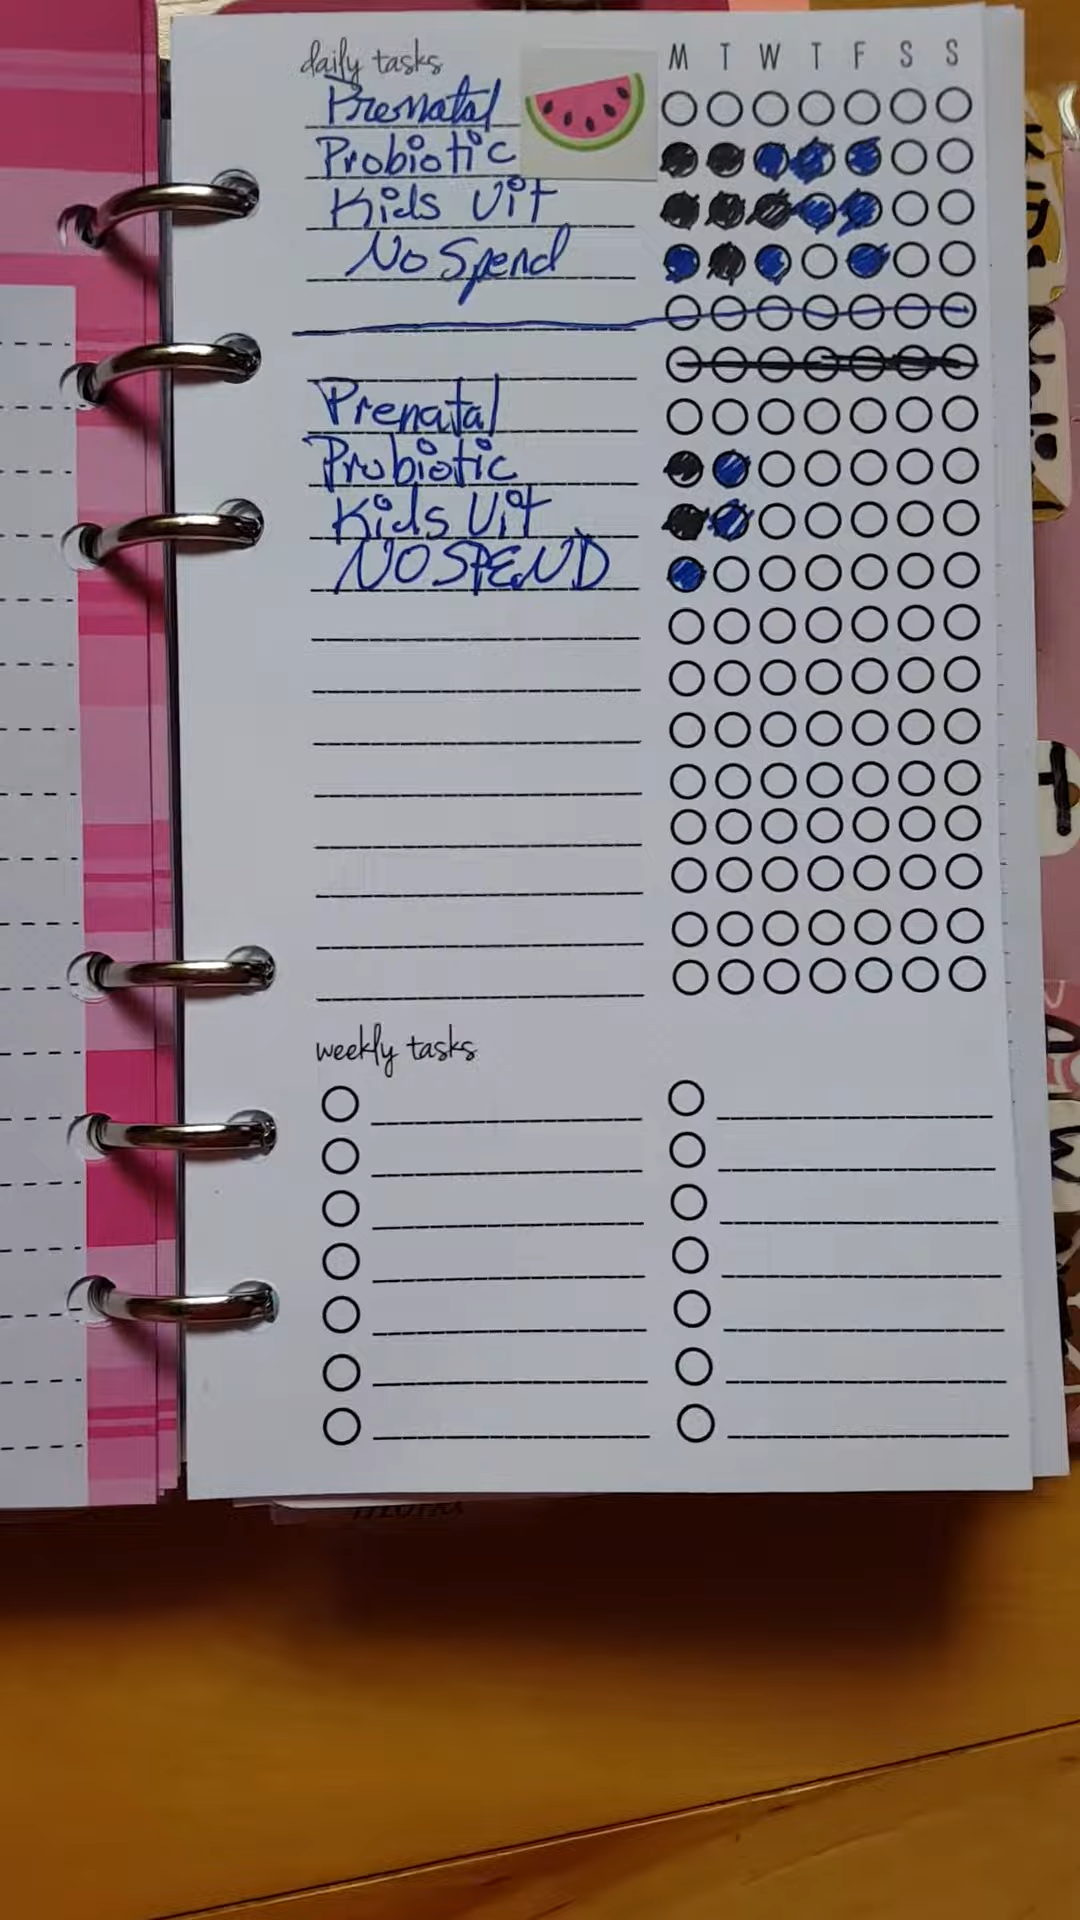 daily tasks M T W T F S S
Prenatal
Probiotic
Kids Vit
No Spend
Prenatal
Probiotic
Kids Vit
NO SPEND
weekly tasks